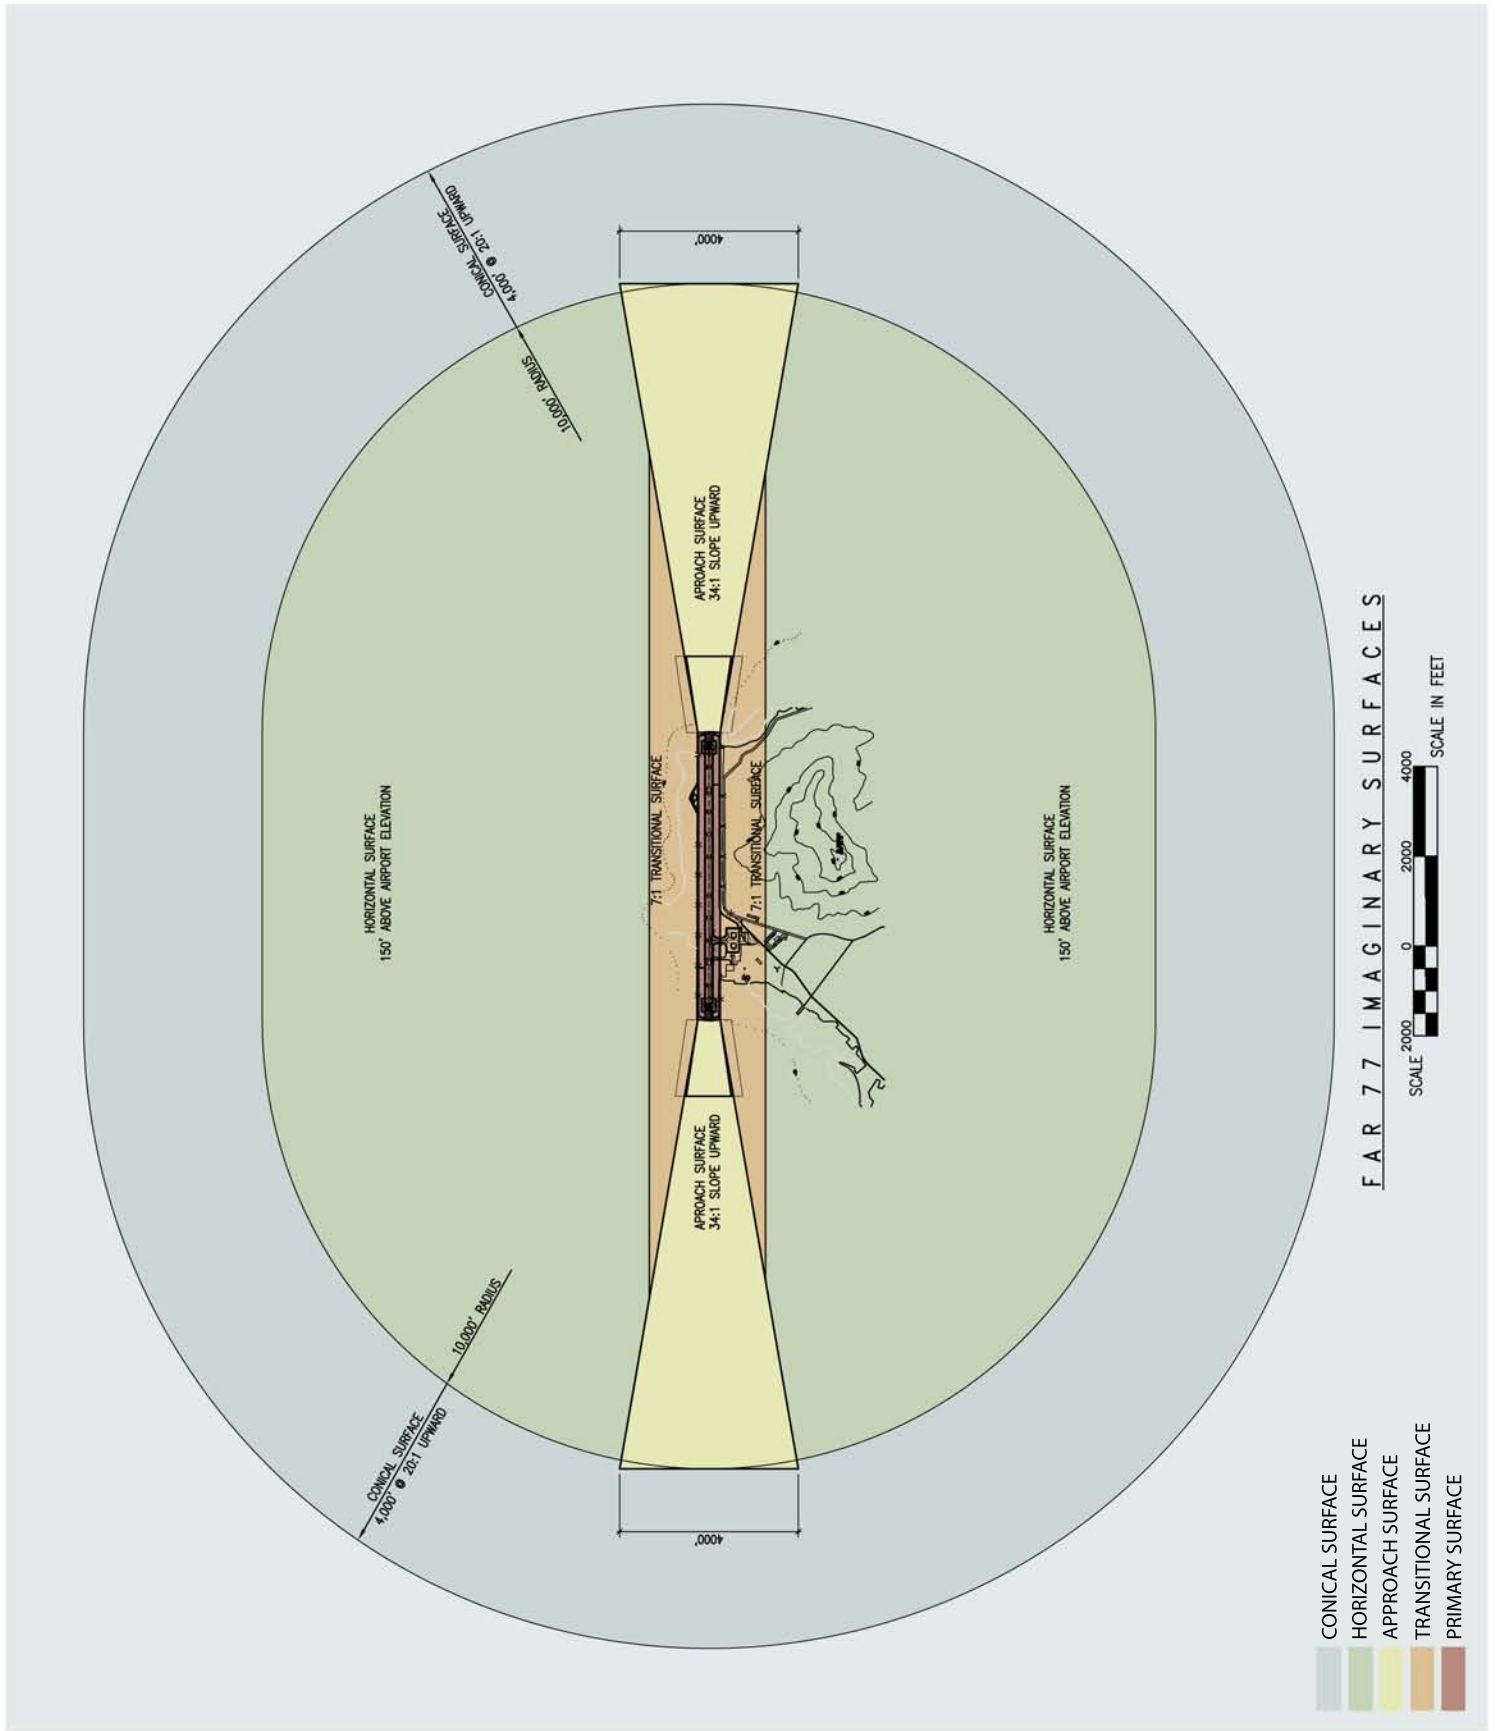 CONICAL SURFACE
4,000' @ 20:1 UPWARD
10,000' RADIUS
CONICAL SURFACE
4,000' @ 20:1 UPWARD
10,000' RADIUS
HORIZONTAL SURFACE
150' ABOVE AIRPORT ELEVATION
4000'
APROACH SURFACE
34:1 SLOPE UPWARD
7:1 TRANSITIONAL SURFACE
7:1 TRANSITIONAL SURFACE
APROACH SURFACE
34:1 SLOPE UPWARD
4000'
HORIZONTAL SURFACE
150' ABOVE AIRPORT ELEVATION
FAR 77 IMAGINARY SURFACES
SCALE 2000 0 2000 4000 SCALE IN FEET
CONICAL SURFACE
HORIZONTAL SURFACE
APPROACH SURFACE
TRANSITIONAL SURFACE
PRIMARY SURFACE